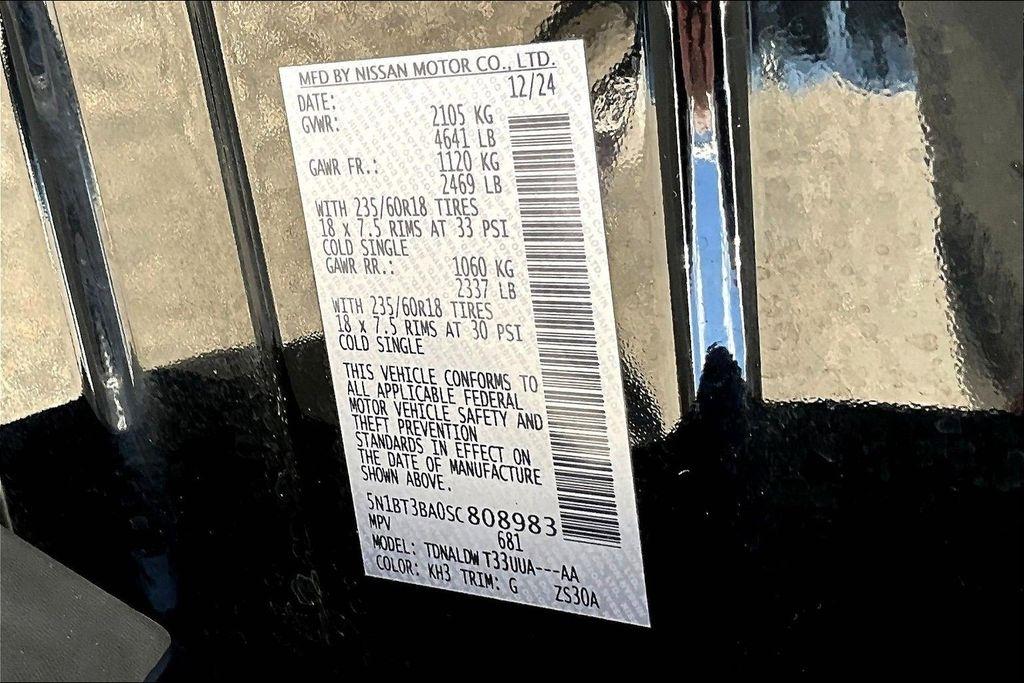 MFD BY NISSAN MOTOR CO., LTD.
DATE: 12/24
GVWR: 2105 KG
4641 LB
GAWR FR.: 1120 KG
2469 LB
WITH 235/60R18 TIRES
18 x 7.5 RIMS AT 33 PSI
COLD SINGLE
GAWR RR.: 1060 KG
2337 LB
WITH 235/60R18 TIRES
18 x 7.5 RIMS AT 30 PSI
COLD SINGLE
THIS VEHICLE CONFORMS TO
ALL APPLICABLE FEDERAL
MOTOR VEHICLE SAFETY AND
THEFT PREVENTION
STANDARDS IN EFFECT ON
THE DATE OF MANUFACTURE
SHOWN ABOVE.
5N1BT3BA0SC808983
MPV 681
MODEL: TDNALDW T33UUA---AA
COLOR: KH3 TRIM: G ZS30A